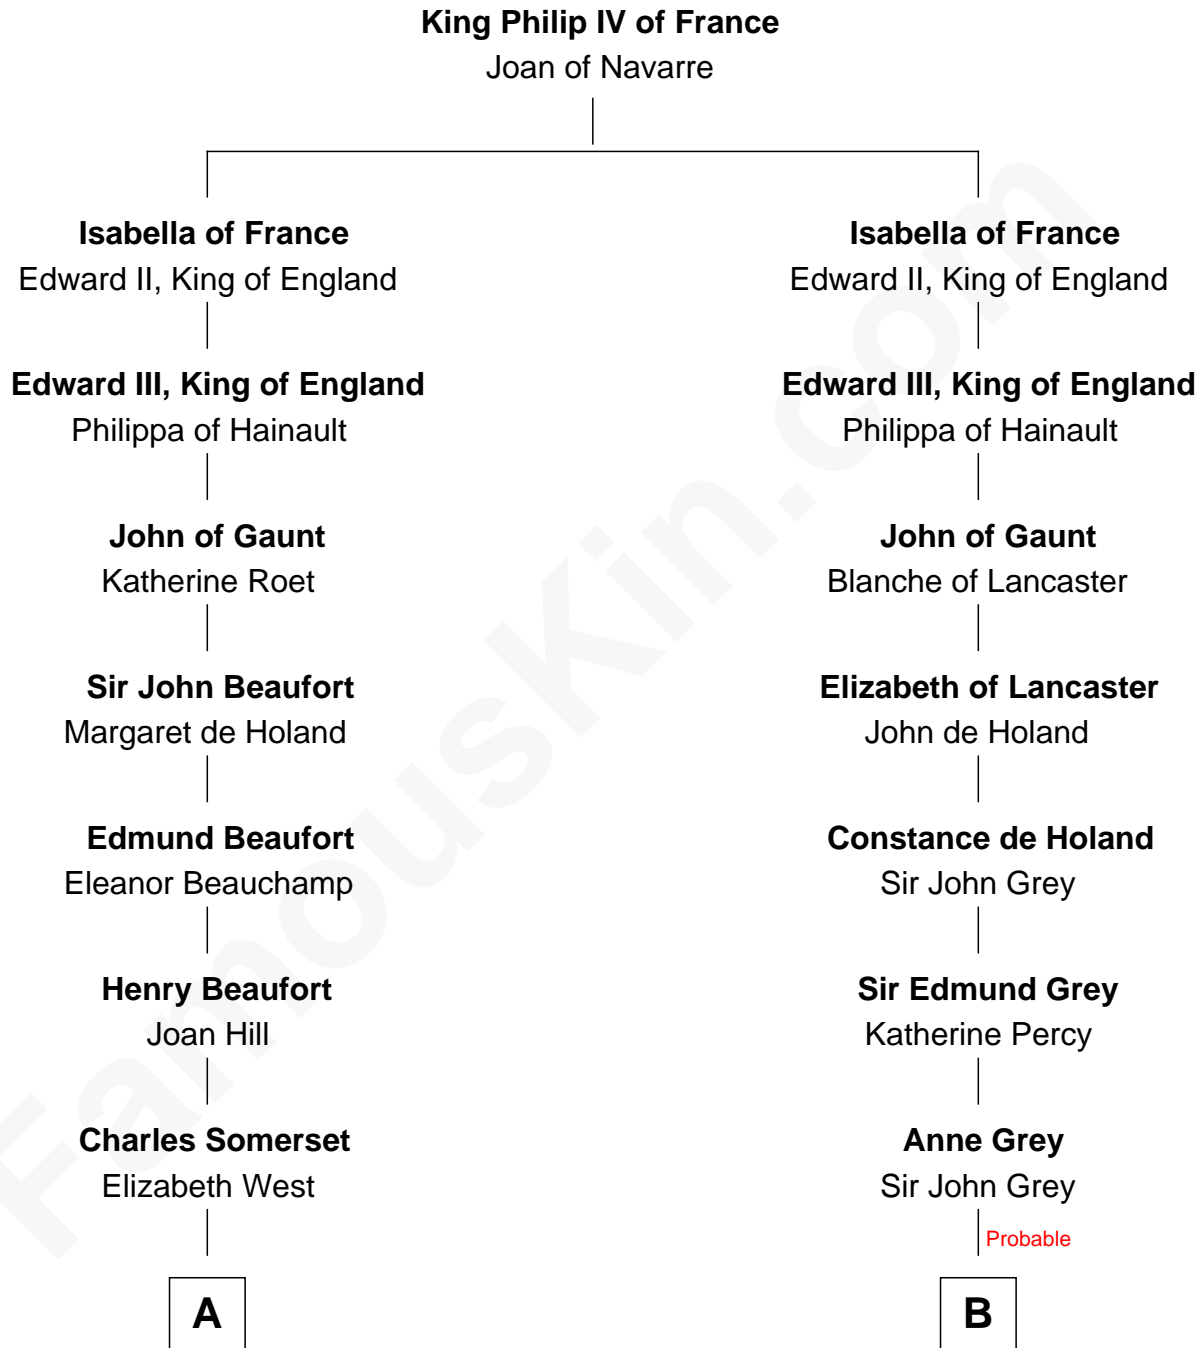 King Philip IV of France
Joan of Navarre
Isabella of France
Edward II, King of England
Edward III, King of England
Philippa of Hainault
John of Gaunt
Katherine Roet
Sir John Beaufort
Margaret de Holand
Edmund Beaufort
Eleanor Beauchamp
Henry Beaufort
Joan Hill
Charles Somerset
Elizabeth West
A
Isabella of France
Edward II, King of England
Edward III, King of England
Philippa of Hainault
John of Gaunt
Blanche of Lancaster
Elizabeth of Lancaster
John de Holand
Constance de Holand
Sir John Grey
Sir Edmund Grey
Katherine Percy
Anne Grey
Sir John Grey
Probable
B
FamousKin.com